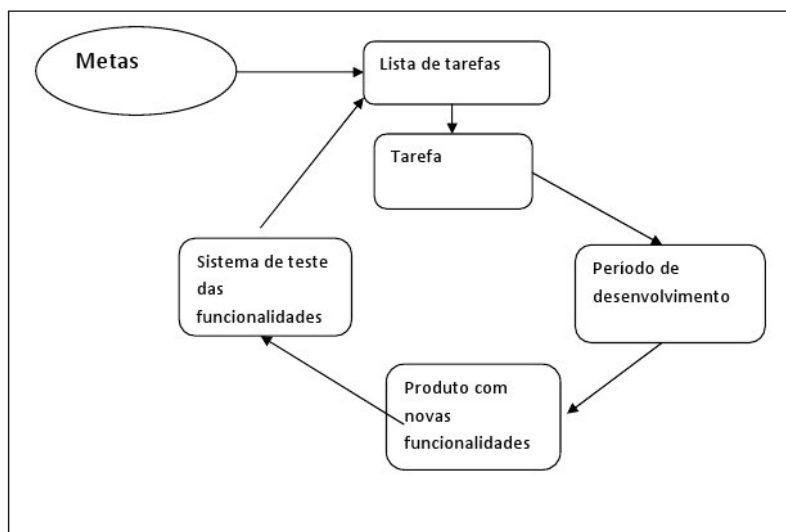 Metas
Lista de tarefas
Tarefa
Período de
desenvolvimento
Produto com
novas
funcionalidades
Sistema de teste
das
funcionalidades